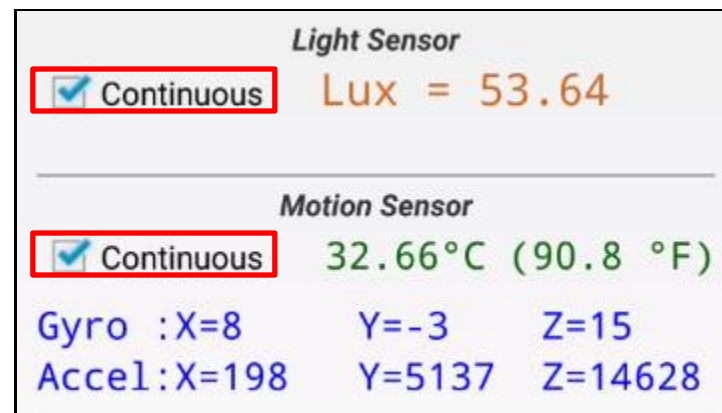 Light Sensor
Continuous Lux = 53.64
Motion Sensor
Continuous 32.66°C (90.8 °F)
Gyro :X=8 Y=-3 Z=15
Accel:X=198 Y=5137 Z=14628